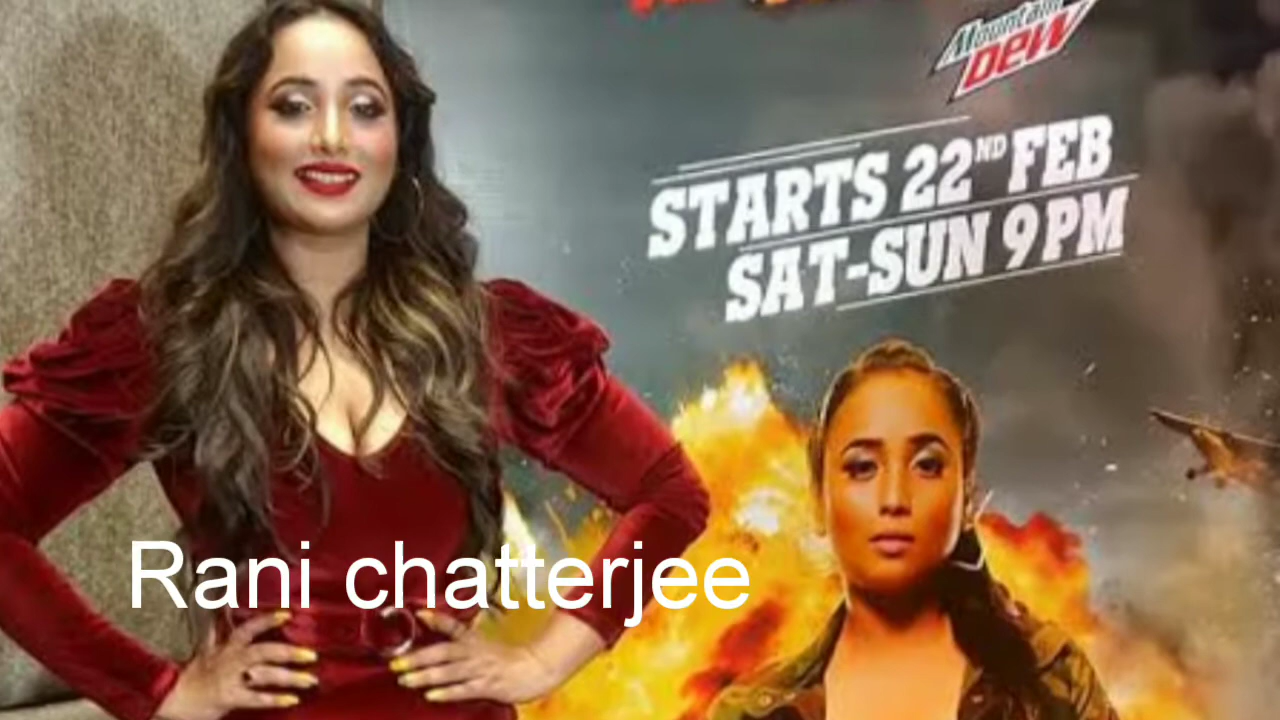 Mountain
Dew
STARTS 22ND FEB
SAT-SUN 9PM
Rani chatterjee